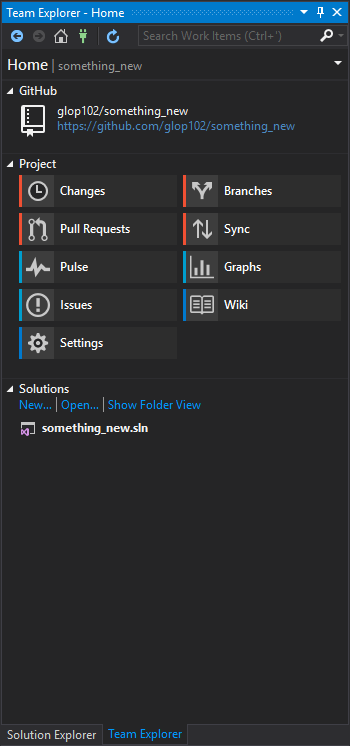 Team Explorer - Home
Search Work Items (Ctrl+')
Home | something_new
GitHub
glop102/something_new
https://github.com/glop102/something_new
Project
Changes
Branches
Pull Requests
Sync
Pulse
Graphs
Issues
Wiki
Settings
Solutions
New... | Open... | Show Folder View
something_new.sln
Solution Explorer Team Explorer